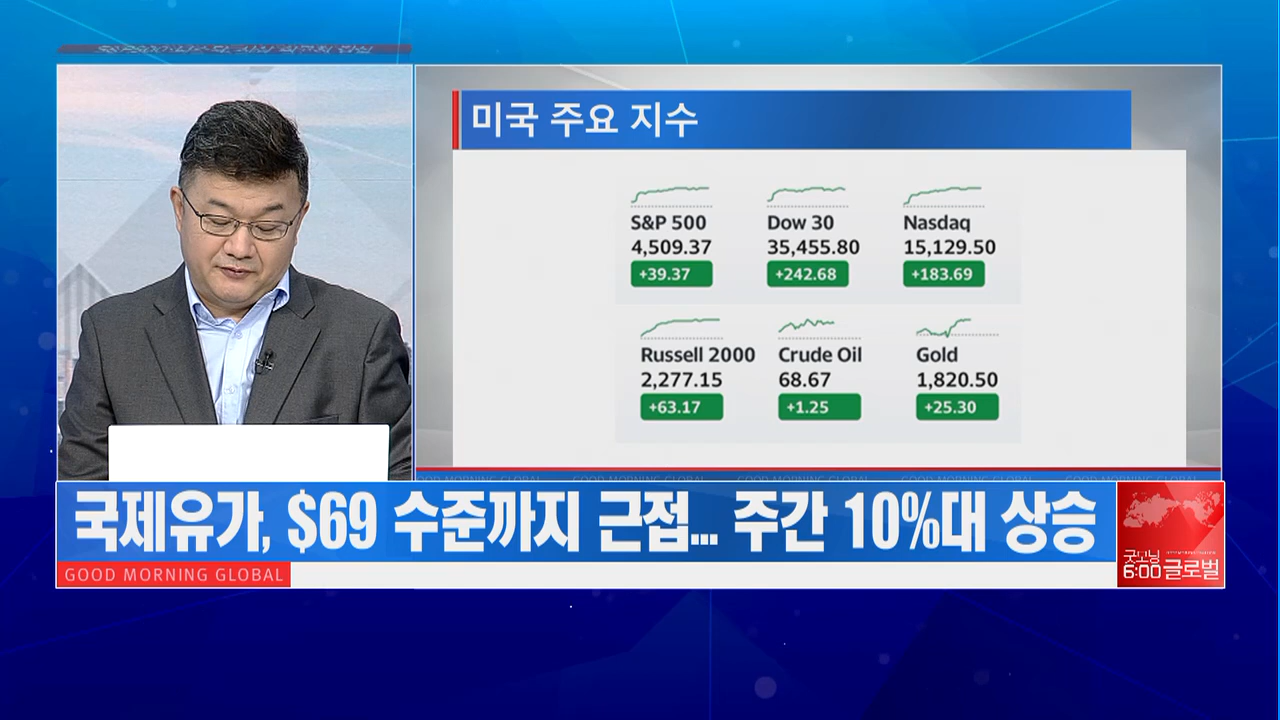 미국 주요 지수
S&P 500
4,509.37
+39.37
Dow 30
35,455.80
+242.68
Nasdaq
15,129.50
+183.69
Russell 2000
2,277.15
+63.17
Crude Oil
68.67
+1.25
Gold
1,820.50
+25.30
국제유가, $69 수준까지 근접... 주간 10%대 상승
GOOD MORNING GLOBAL
굿모닝
6:00 글로벌